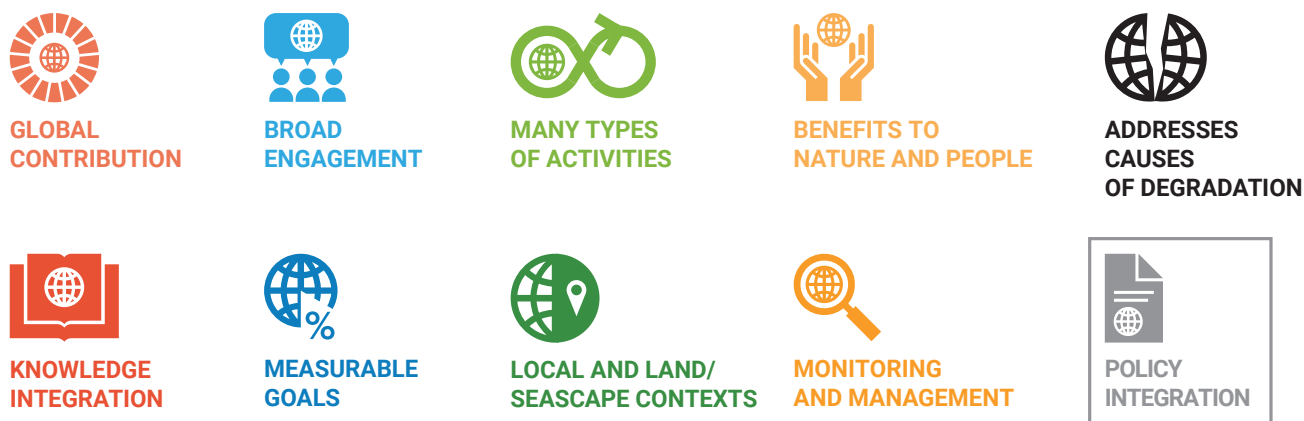 GLOBAL
CONTRIBUTION
BROAD
ENGAGEMENT
MANY TYPES
OF ACTIVITIES
BENEFITS TO
NATURE AND PEOPLE
ADDRESSES
CAUSES
OF DEGRADATION
KNOWLEDGE
INTEGRATION
%
MEASURABLE
GOALS
LOCAL AND LAND/
SEASCAPE CONTEXTS
MONITORING
AND MANAGEMENT
POLICY
INTEGRATION